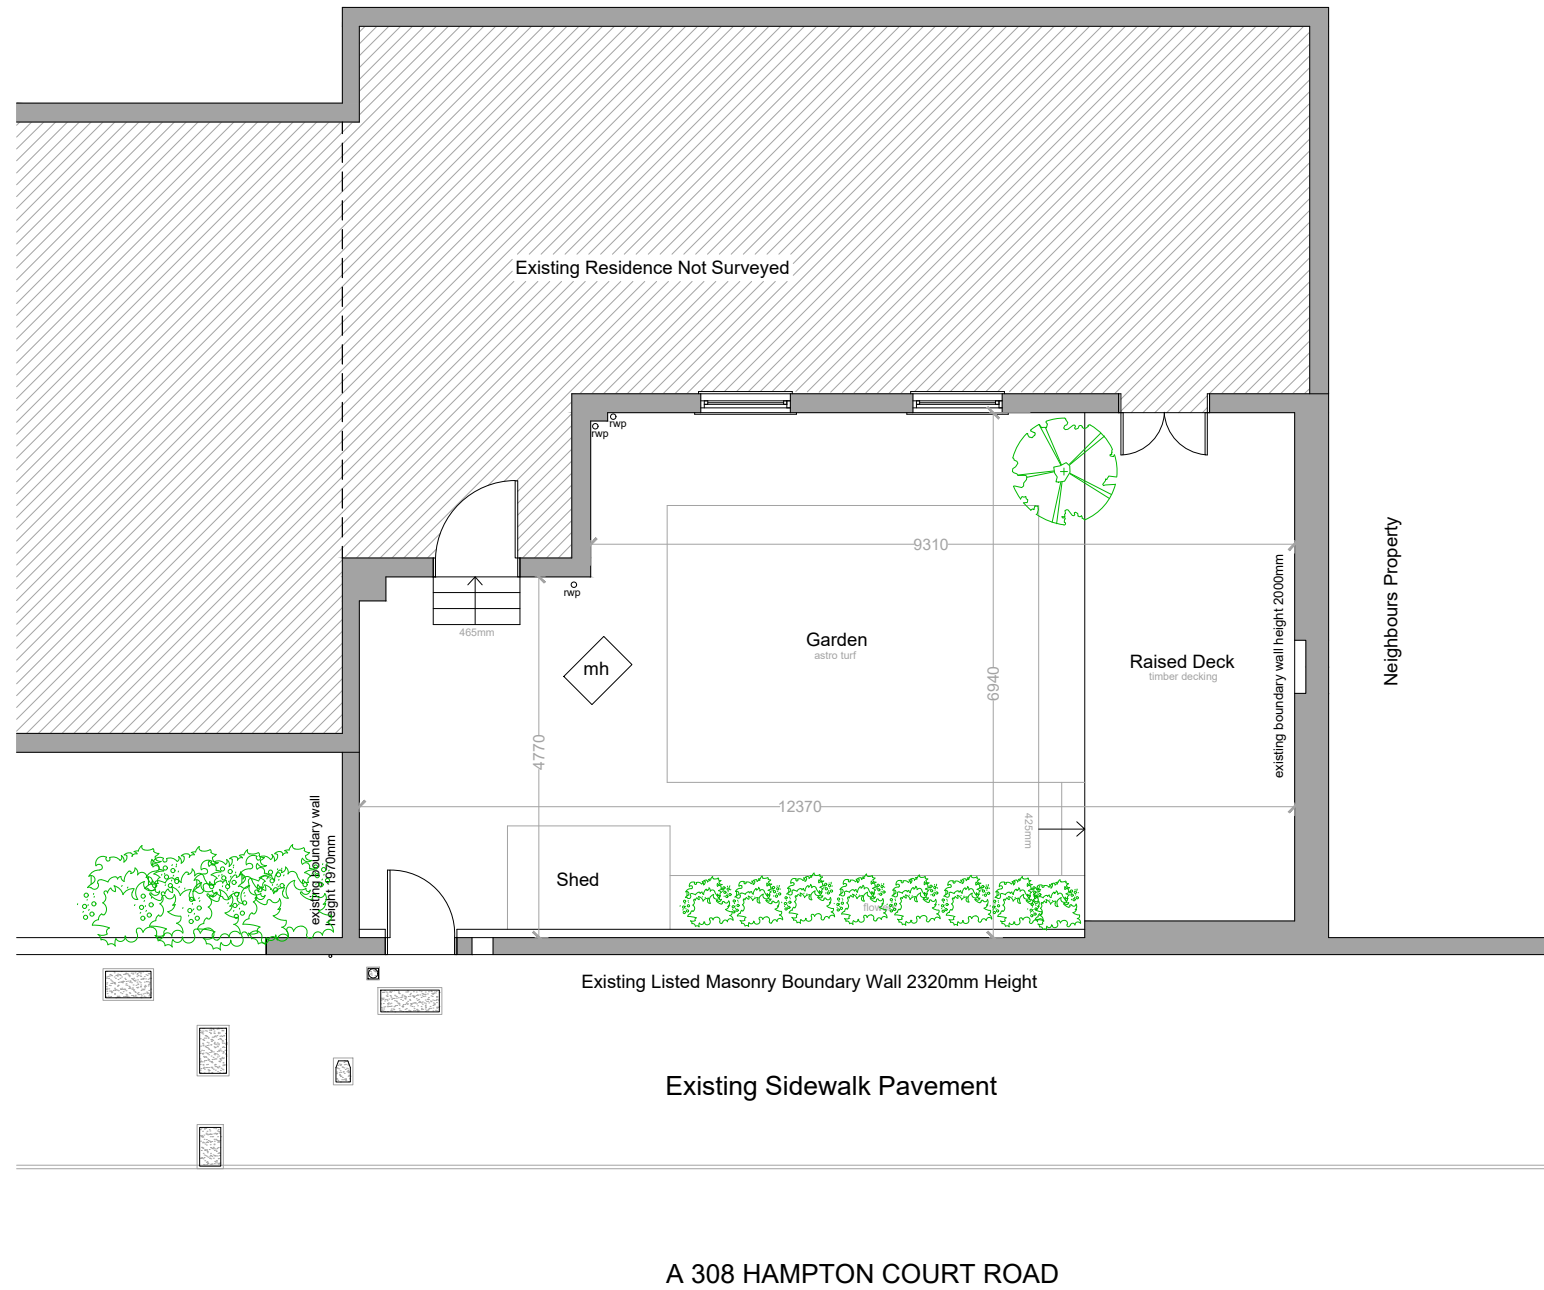 Existing Residence Not Surveyed
rwp
rwp
9310
Neighbours Property
existing boundary wall height 2000mm
rwp
465mm
Garden
astro turf
mh
Raised Deck
timber decking
6940
4770
12370
425mm
existing boundary wall
height 1970mm
Shed
Existing Listed Masonry Boundary Wall 2320mm Height
Existing Sidewalk Pavement
A 308 HAMPTON COURT ROAD